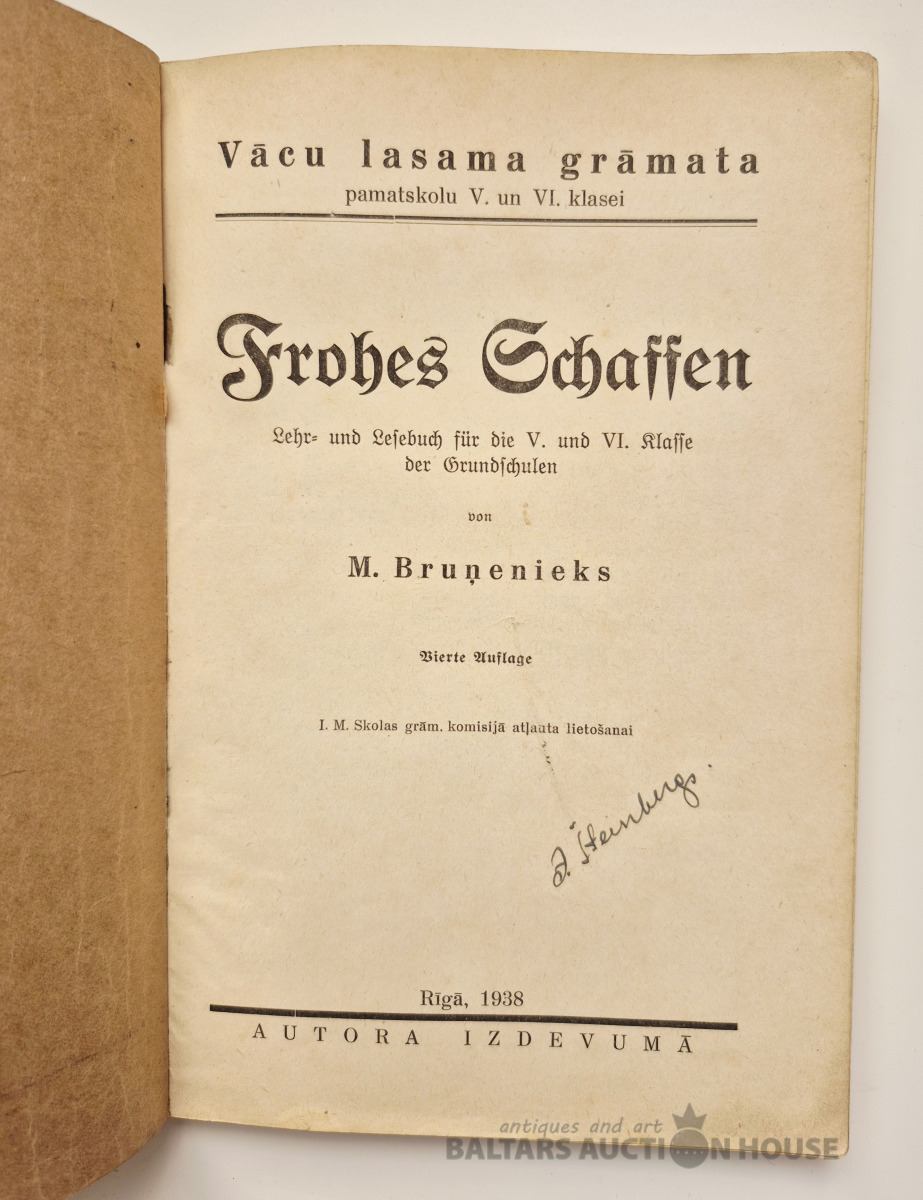 Vācu lasama grāmata
pamatskolu V. un VI. klasei
Frohes Schaffen
Lehr- und Lesebuch für die V. und VI. Klasse
der Grundschulen
von
M. Bruņenieks
Vierte Auflage
I. M. Skolas grām. komisijā atļauta lietošanai
Šteinbergs.
Rīgā, 1938
AUTORA IZDEVUMĀ
antiques and art
BALTARS AUCTION HOUSE